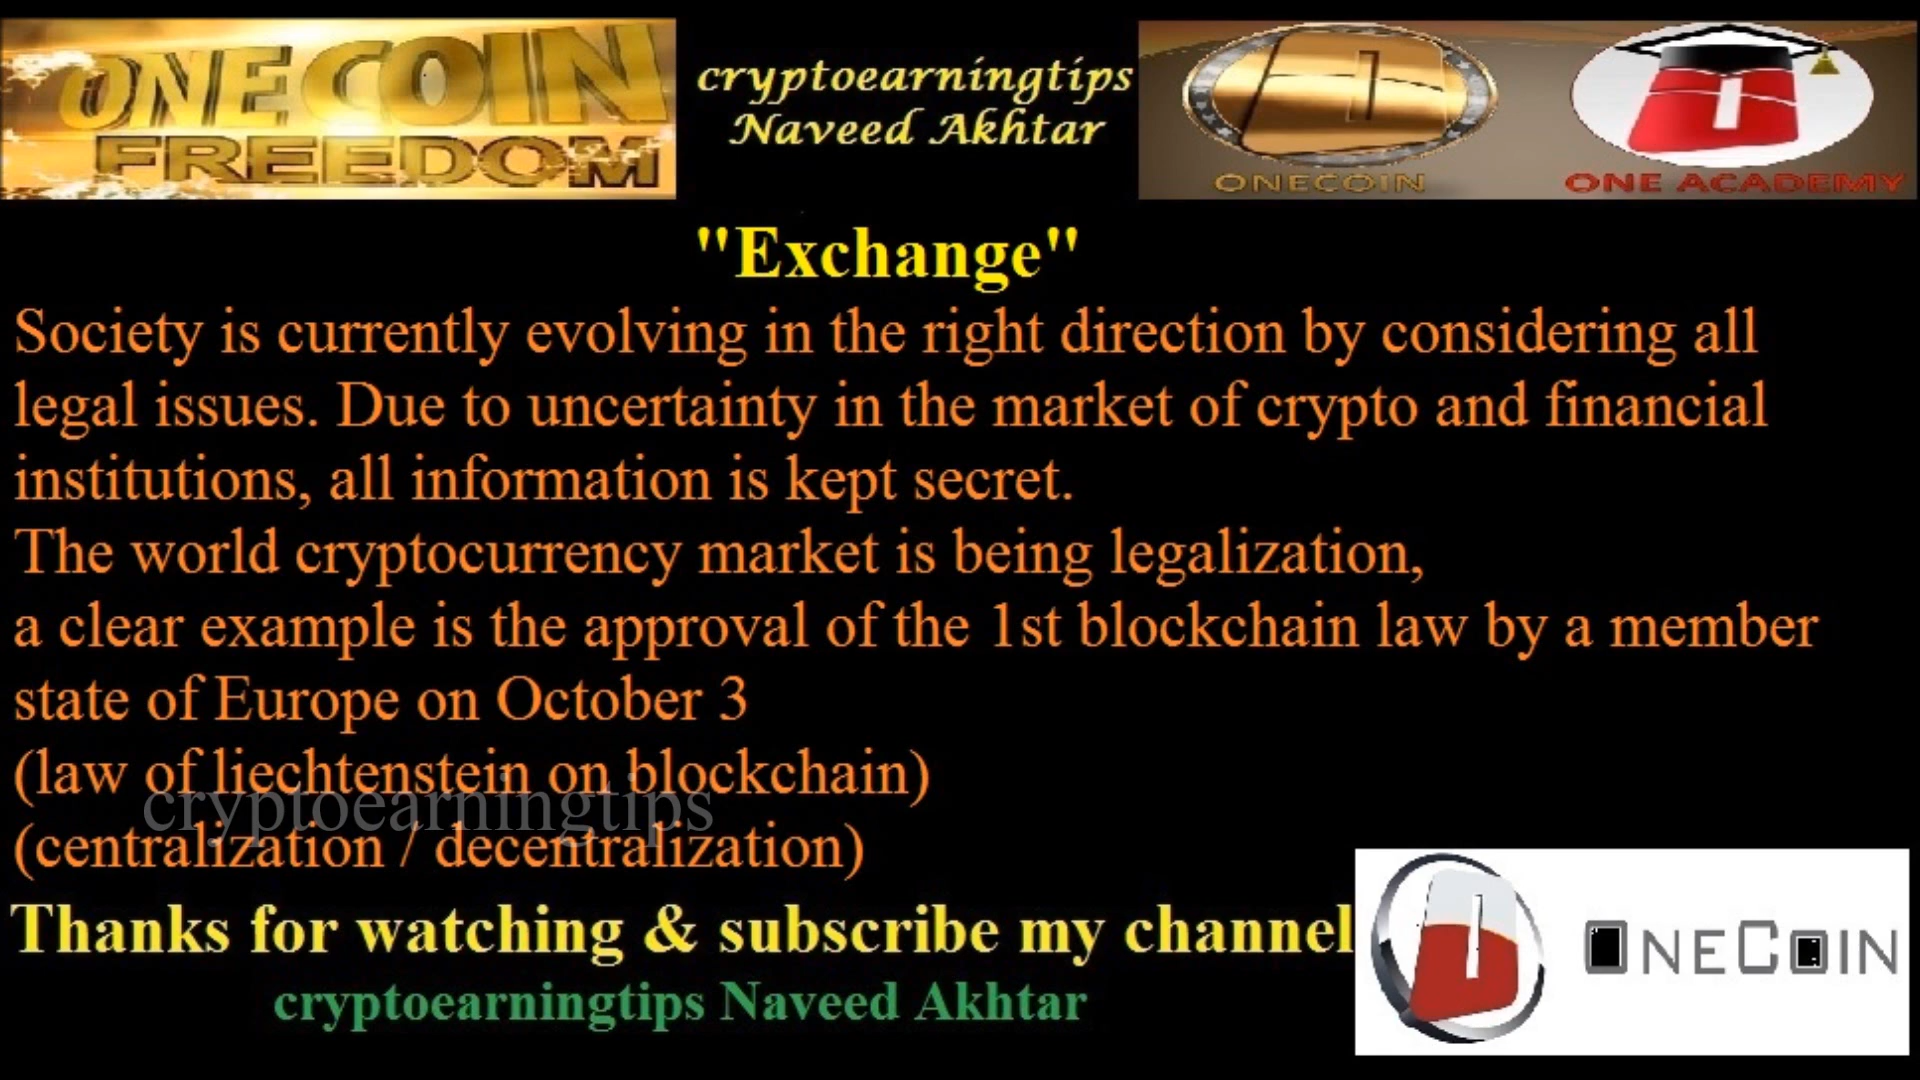 ONE COIN
FREEDOM
cryptoearningtips
Naveed Akhtar
ONECOIN
ONE ACADEMY
"Exchange"
Society is currently evolving in the right direction by considering all
legal issues. Due to uncertainty in the market of crypto and financial
institutions, all information is kept secret.
The world cryptocurrency market is being legalization,
a clear example is the approval of the 1st blockchain law by a member
state of Europe on October 3
(law of liechtenstein on blockchain)
cryptoearningtips
(centralization / decentralization)
Thanks for watching & subscribe my channel
cryptoearningtips Naveed Akhtar
ONECOIN